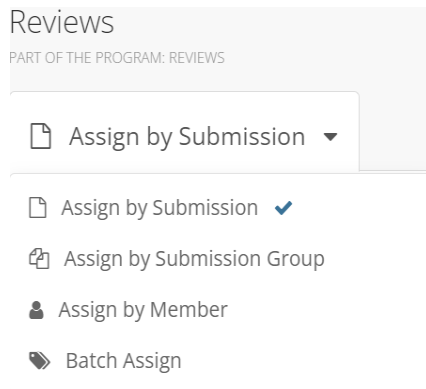 Reviews
PART OF THE PROGRAM: REVIEWS
Assign by Submission
Assign by Submission
Assign by Submission Group
Assign by Member
Batch Assign